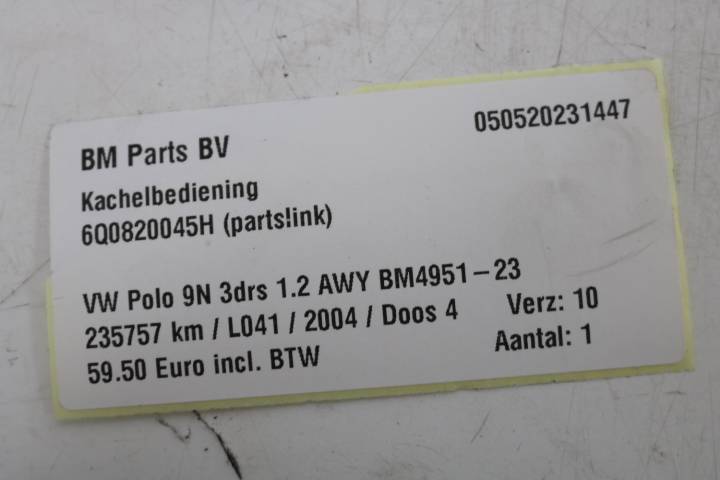 BM Parts BV 050520231447
Kachelbediening
6Q0820045H (parts!ink)
VW Polo 9N 3drs 1.2 AWY BM4951-23
235757 km / L041 / 2004 / Doos 4 Verz: 10
59.50 Euro incl. BTW Aantal: 1